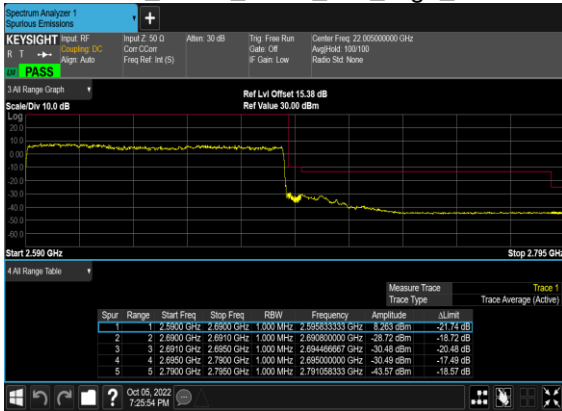 Spectrum Analyzer 1
Spurious Emissions
+
KEYSIGHT
R T
Input: RF
Coupling: DC
Align: Auto
Input Z: 50 Ω
Corr CCorr
Freq Ref: Int (S)
Atten: 30 dB
Trig: Free Run
Gate: Off
IF Gain: Low
Center Freq: 22.005000000 GHz
Avg|Hold: 100/100
Radio Std: None
PASS
3 All Range Graph
Scale/Div 10.0 dB
Ref Lvl Offset 15.38 dB
Ref Value 30.00 dBm
Log
20.0
10.0
0.00
-10.0
-20.0
-30.0
-40.0
-50.0
-60.0
Start 2.590 GHz
Stop 2.795 GHz
4 All Range Table
Measure Trace Trace 1
Trace Type Trace Average (Active)
Spur Range Start Freq Stop Freq RBW Frequency Amplitude ΔLimit
1 1 2.5900 GHz 2.6900 GHz 1.000 MHz 2.595833333 GHz 8.263 dBm -21.74 dB
2 2 2.6900 GHz 2.6910 GHz 1.000 MHz 2.690800000 GHz -28.72 dBm -18.72 dB
3 3 2.6910 GHz 2.6950 GHz 1.000 MHz 2.694466667 GHz -30.48 dBm -20.48 dB
4 4 2.6950 GHz 2.7900 GHz 1.000 MHz 2.695000000 GHz -30.49 dBm -17.49 dB
5 5 2.7900 GHz 2.7950 GHz 1.000 MHz 2.791058333 GHz -43.57 dBm -18.57 dB
?
Oct 05, 2022
7:25:54 PM